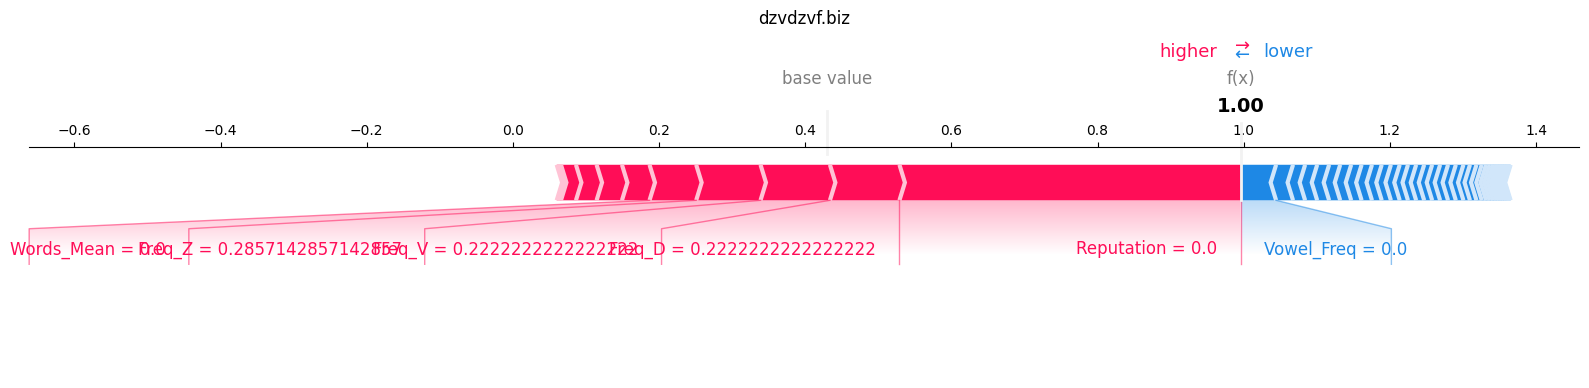 dzvdzvf.biz
higher ⇄ lower
base value f(x)
1.00
−0.6 −0.4 −0.2 0.0 0.2 0.4 0.6 0.8 1.0 1.2 1.4
Words_Mean = 0.0 Freq_Z = 0.2857142857142857 Freq_V = 0.2222222222222222 Freq_D = 0.2222222222222222 Reputation = 0.0 Vowel_Freq = 0.0